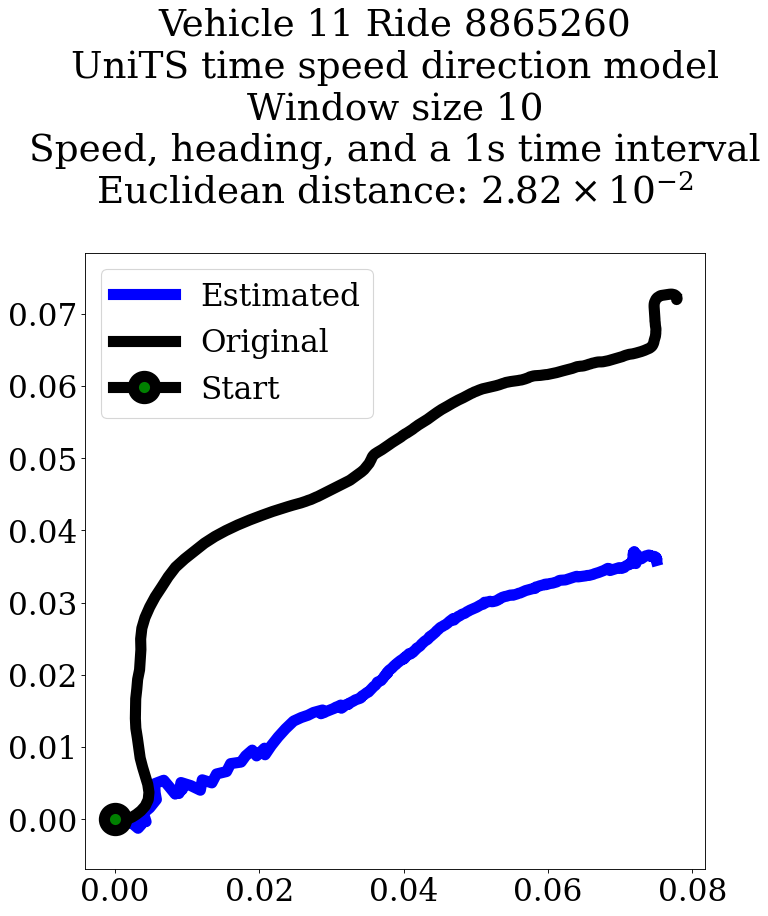 Vehicle 11 Ride 8865260
UniTS time speed direction model
Window size 10
Speed, heading, and a 1s time interval
Euclidean distance: 2.82 × 10⁻²
Estimated
Original
Start
0.07
0.06
0.05
0.04
0.03
0.02
0.01
0.00
0.00 0.02 0.04 0.06 0.08